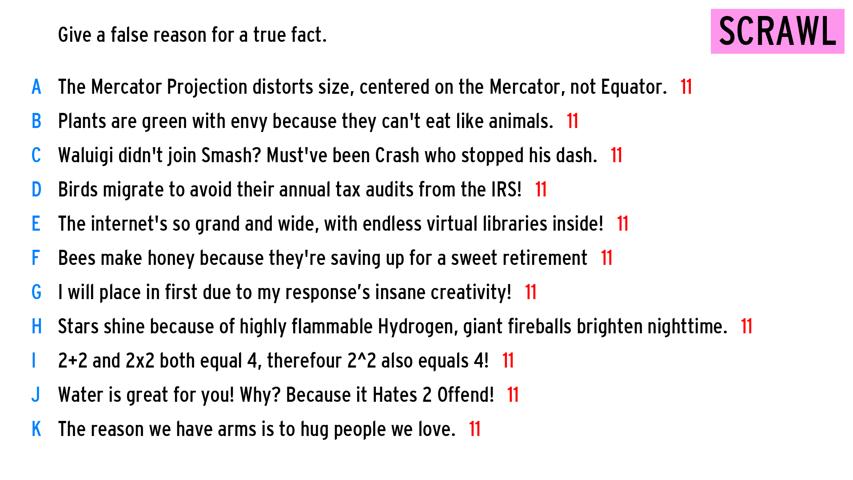 Give a false reason for a true fact.
SCRAWL
A The Mercator Projection distorts size, centered on the Mercator, not Equator. 11
B Plants are green with envy because they can't eat like animals. 11
C Waluigi didn't join Smash? Must've been Crash who stopped his dash. 11
D Birds migrate to avoid their annual tax audits from the IRS! 11
E The internet's so grand and wide, with endless virtual libraries inside! 11
F Bees make honey because they're saving up for a sweet retirement 11
G I will place in first due to my response’s insane creativity! 11
H Stars shine because of highly flammable Hydrogen, giant fireballs brighten nighttime. 11
I 2+2 and 2x2 both equal 4, therefour 2^2 also equals 4! 11
J Water is great for you! Why? Because it Hates 2 Offend! 11
K The reason we have arms is to hug people we love. 11